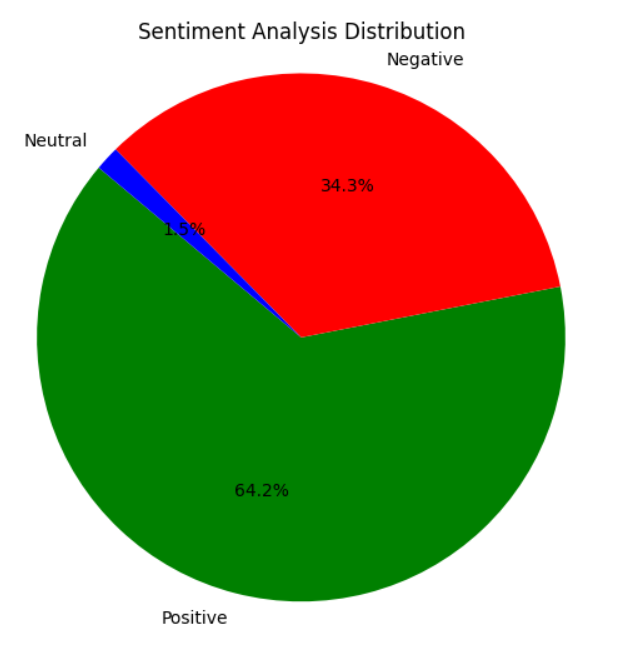 Sentiment Analysis Distribution
Negative
Neutral
34.3%
1.5%
64.2%
Positive